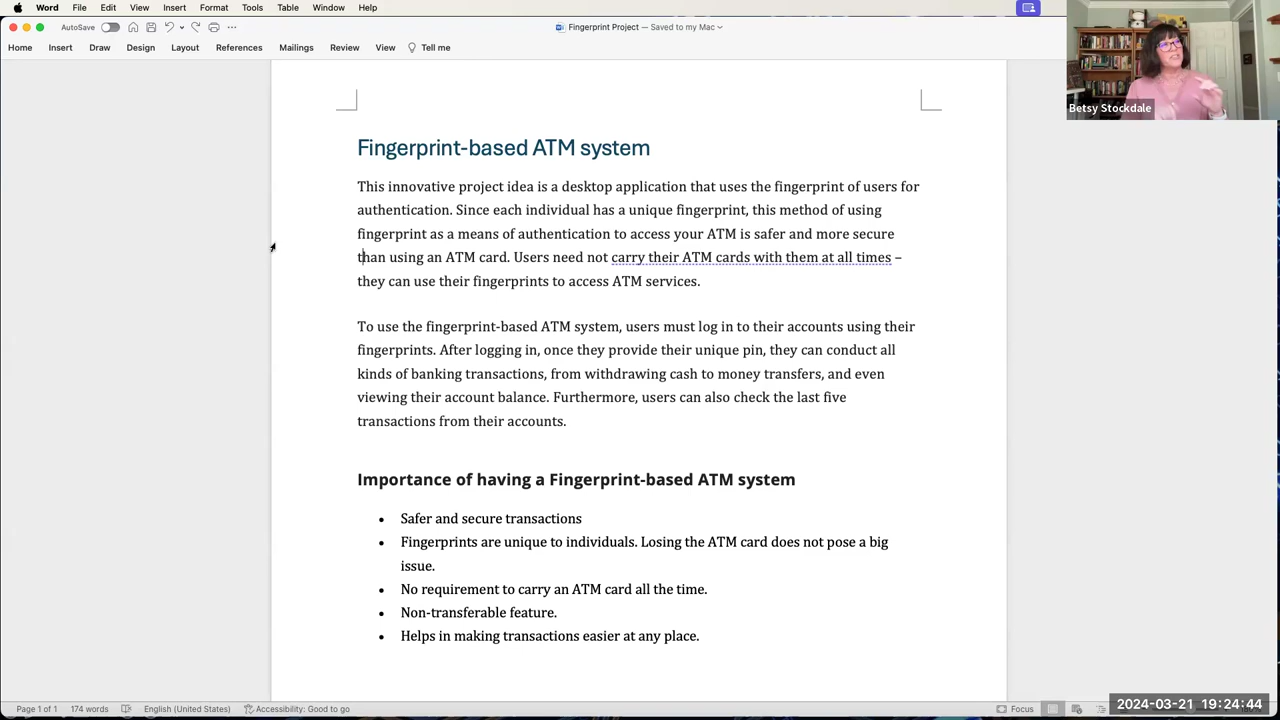 Word File Edit View Insert Format Tools Table Window Help
AutoSave Fingerprint Project — Saved to my Mac
Home Insert Draw Design Layout References Mailings Review View Tell me
Betsy Stockdale
Fingerprint-based ATM system
This innovative project idea is a desktop application that uses the fingerprint of users for
authentication. Since each individual has a unique fingerprint, this method of using
fingerprint as a means of authentication to access your ATM is safer and more secure
than using an ATM card. Users need not carry their ATM cards with them at all times –
they can use their fingerprints to access ATM services.
To use the fingerprint-based ATM system, users must log in to their accounts using their
fingerprints. After logging in, once they provide their unique pin, they can conduct all
kinds of banking transactions, from withdrawing cash to money transfers, and even
viewing their account balance. Furthermore, users can also check the last five
transactions from their accounts.
Importance of having a Fingerprint-based ATM system
• Safer and secure transactions
• Fingerprints are unique to individuals. Losing the ATM card does not pose a big
issue.
• No requirement to carry an ATM card all the time.
• Non-transferable feature.
• Helps in making transactions easier at any place.
Page 1 of 1 174 words English (United States) Accessibility: Good to go Focus
2024-03-21 19:24:44